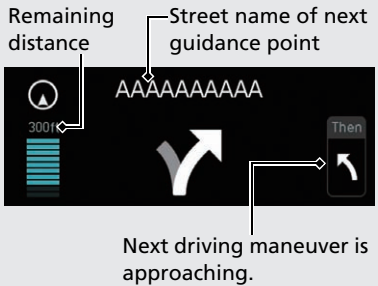 Remaining
distance
Street name of next
guidance point
AAAAAAAAAA
300ft
Then
Next driving maneuver is
approaching.